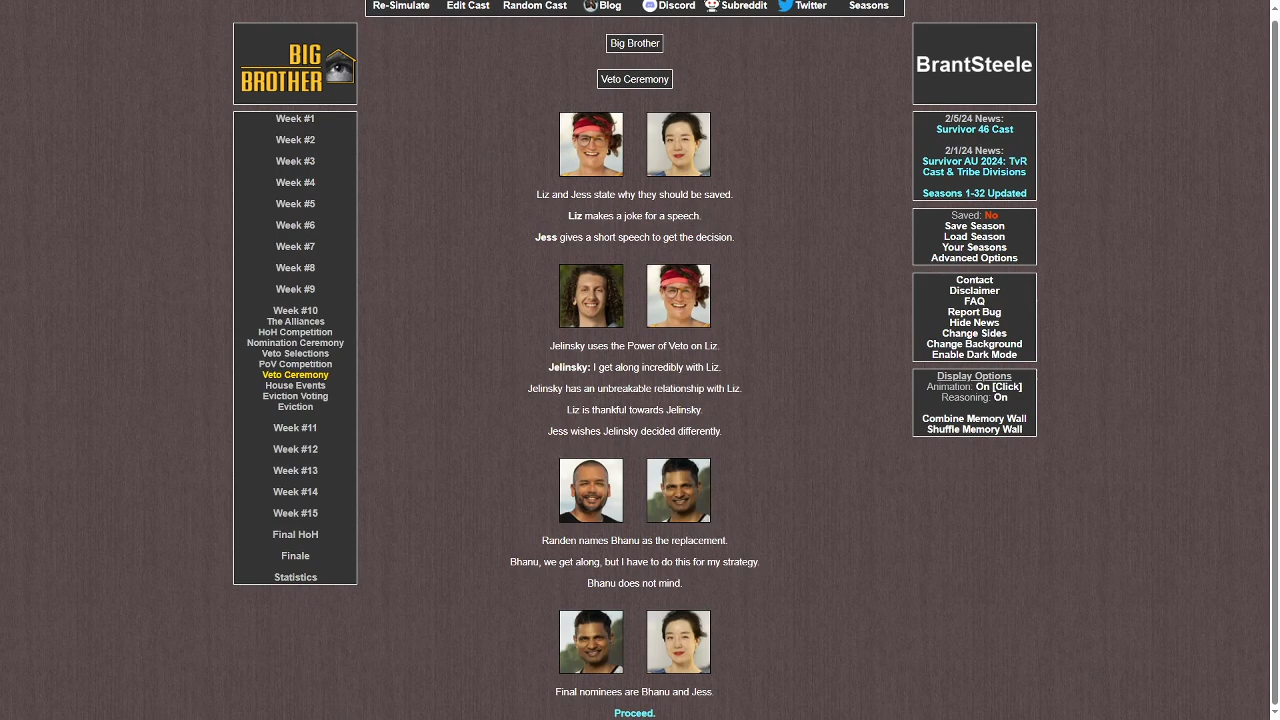 Re-Simulate Edit Cast Random Cast Blog Discord Subreddit Twitter Seasons
BIG
BROTHER
Week #1
Week #2
Week #3
Week #4
Week #5
Week #6
Week #7
Week #8
Week #9
Week #10
The Alliances
HoH Competition
Nomination Ceremony
Veto Selections
PoV Competition
Veto Ceremony
House Events
Eviction Voting
Eviction
Week #11
Week #12
Week #13
Week #14
Week #15
Final HoH
Finale
Statistics
Big Brother
Veto Ceremony
Liz and Jess state why they should be saved.
Liz makes a joke for a speech.
Jess gives a short speech to get the decision.
Jelinsky uses the Power of Veto on Liz.
Jelinsky: I get along incredibly with Liz.
Jelinsky has an unbreakable relationship with Liz.
Liz is thankful towards Jelinsky.
Jess wishes Jelinsky decided differently.
Randen names Bhanu as the replacement.
Bhanu, we get along, but I have to do this for my strategy.
Bhanu does not mind.
Final nominees are Bhanu and Jess.
Proceed.
BrantSteele
2/5/24 News:
Survivor 46 Cast
2/1/24 News:
Survivor AU 2024: TvR
Cast & Tribe Divisions
Seasons 1-32 Updated
Saved: No
Save Season
Load Season
Your Seasons
Advanced Options
Contact
Disclaimer
FAQ
Report Bug
Hide News
Change Sides
Change Background
Enable Dark Mode
Display Options
Animation: On [Click]
Reasoning: On
Combine Memory Wall
Shuffle Memory Wall